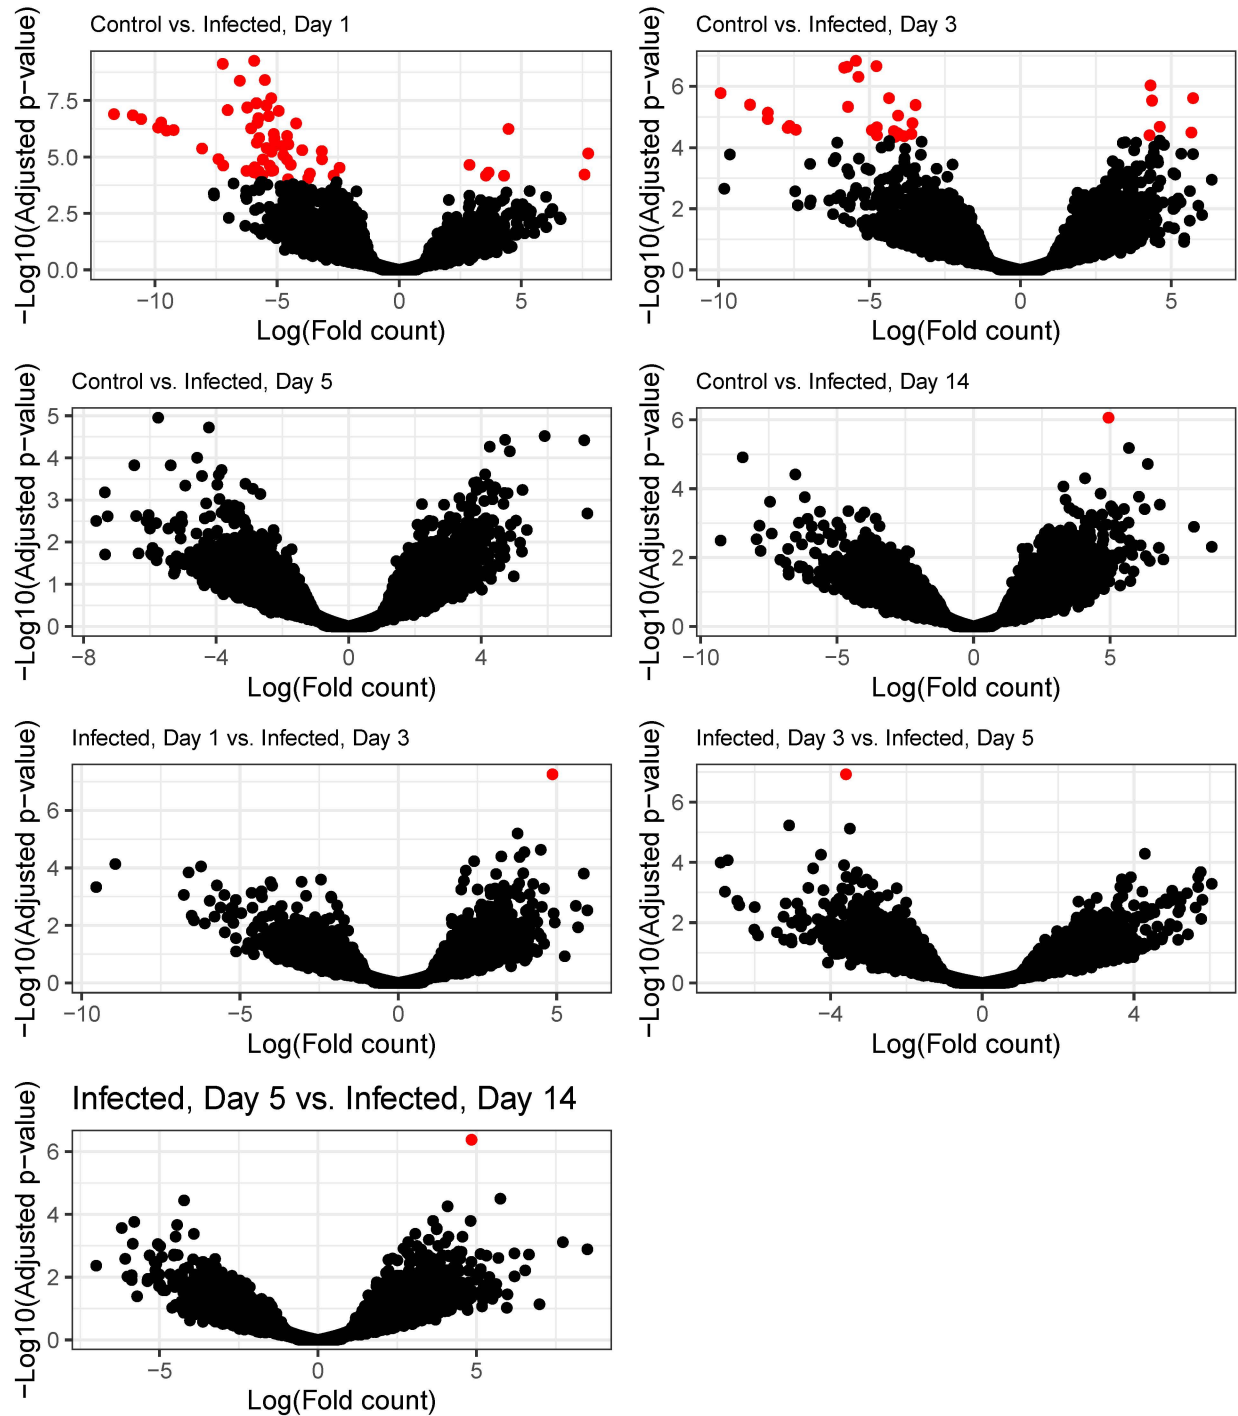 Control vs. Infected, Day 1
−Log10(Adjusted p−value)
7.5
5.0
2.5
0.0
−10
−5
0
5
Log(Fold count)
Control vs. Infected, Day 3
−Log10(Adjusted p−value)
6
4
2
0
−10
−5
0
5
Log(Fold count)
Control vs. Infected, Day 5
−Log10(Adjusted p−value)
5
4
3
2
1
0
−8
−4
0
4
Log(Fold count)
Control vs. Infected, Day 14
−Log10(Adjusted p−value)
6
4
2
0
−10
−5
0
5
Log(Fold count)
Infected, Day 1 vs. Infected, Day 3
−Log10(Adjusted p−value)
6
4
2
0
−10
−5
0
5
Log(Fold count)
Infected, Day 3 vs. Infected, Day 5
−Log10(Adjusted p−value)
6
4
2
0
−4
0
4
Log(Fold count)
Infected, Day 5 vs. Infected, Day 14
−Log10(Adjusted p−value)
6
4
2
0
−5
0
5
Log(Fold count)